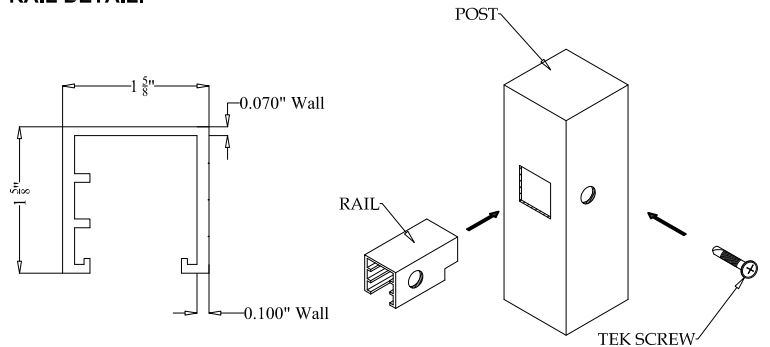 RAIL DETAIL:
POST
1 5/8"
0.070" Wall
1 5/8"
RAIL
0.100" Wall
TEK SCREW